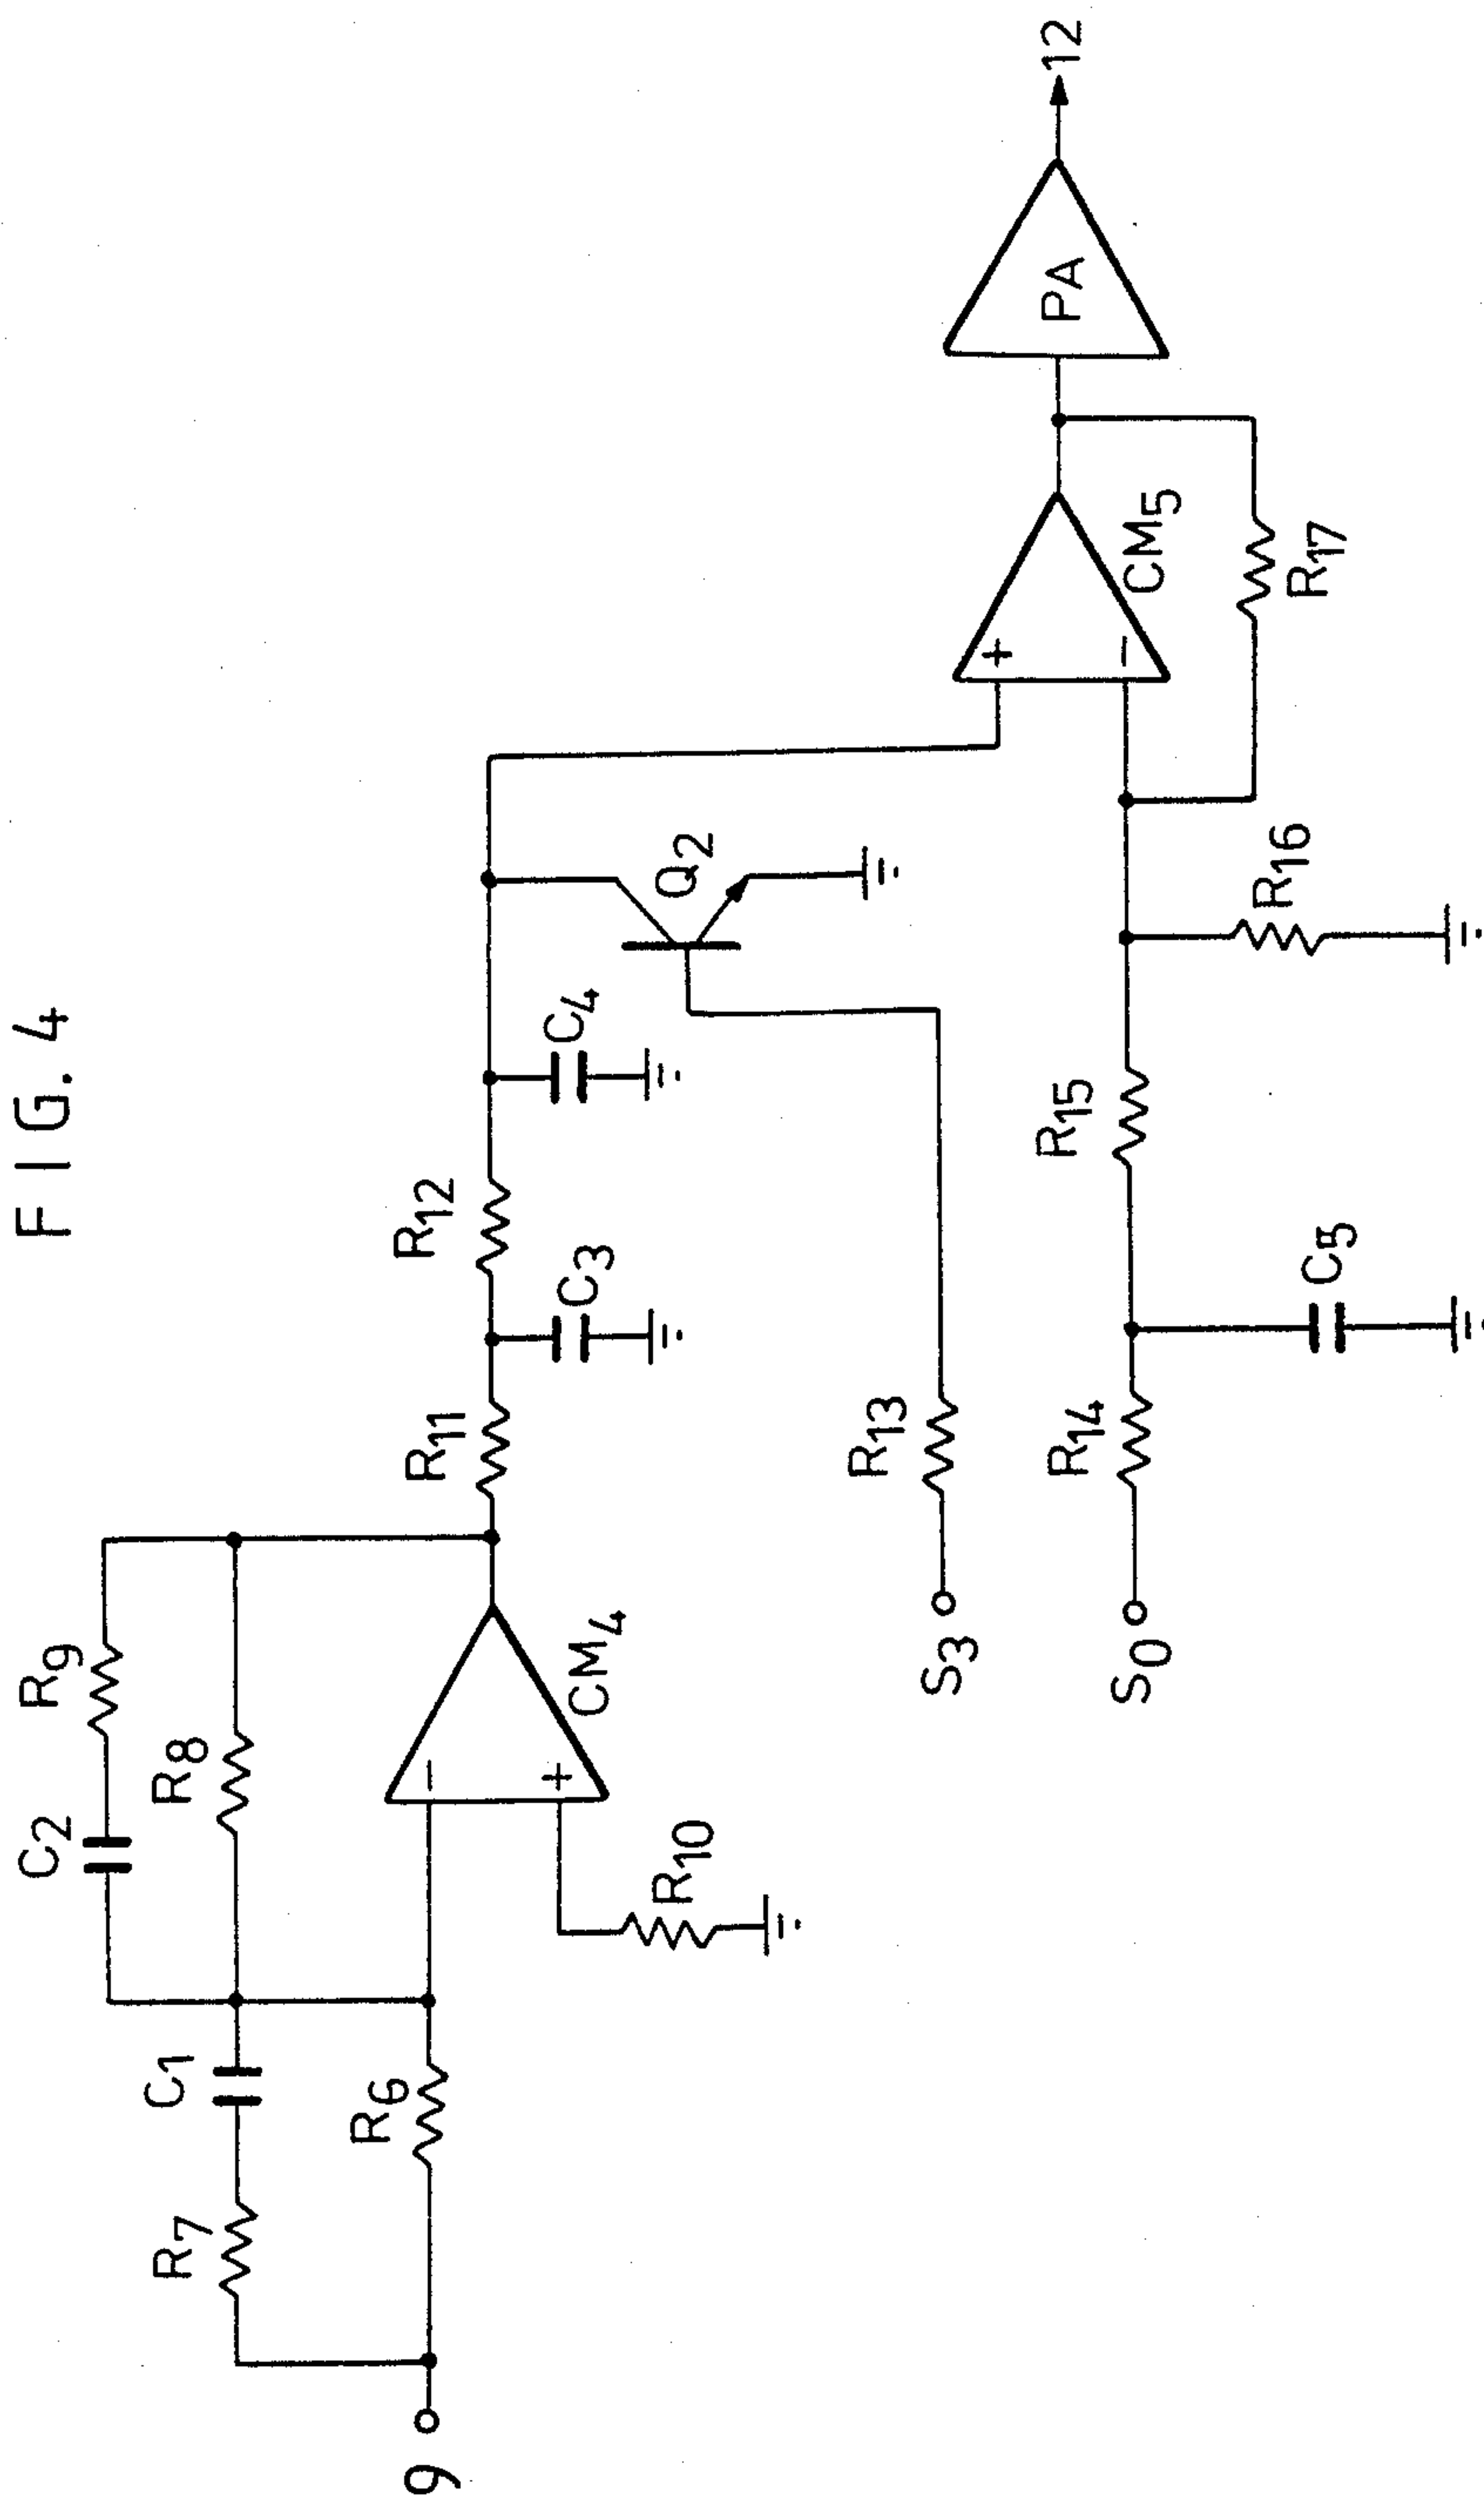 FIG. 4
C2
R9
R8
R7
C1
R6
9
CM4
−
+
R10
R11
C3
R12
C4
Q2
S3
R13
S0
R14
C5
R15
R16
+
−
CM5
R17
PA
12